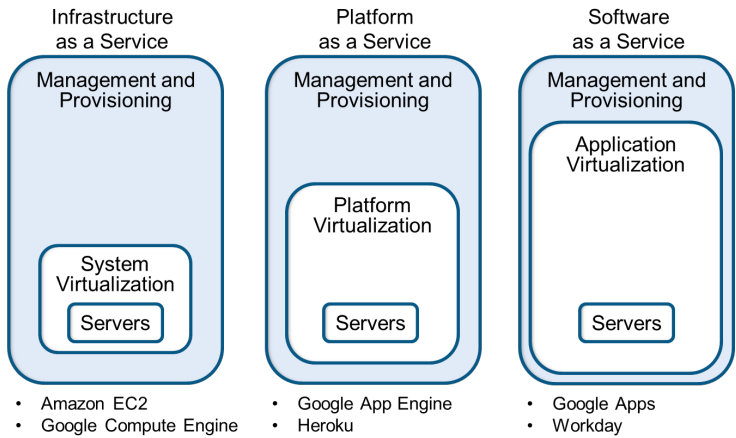 Infrastructure
as a Service
Management and
Provisioning
System
Virtualization
Servers
• Amazon EC2
• Google Compute Engine
Platform
as a Service
Management and
Provisioning
Platform
Virtualization
Servers
• Google App Engine
• Heroku
Software
as a Service
Management and
Provisioning
Application
Virtualization
Servers
• Google Apps
• Workday